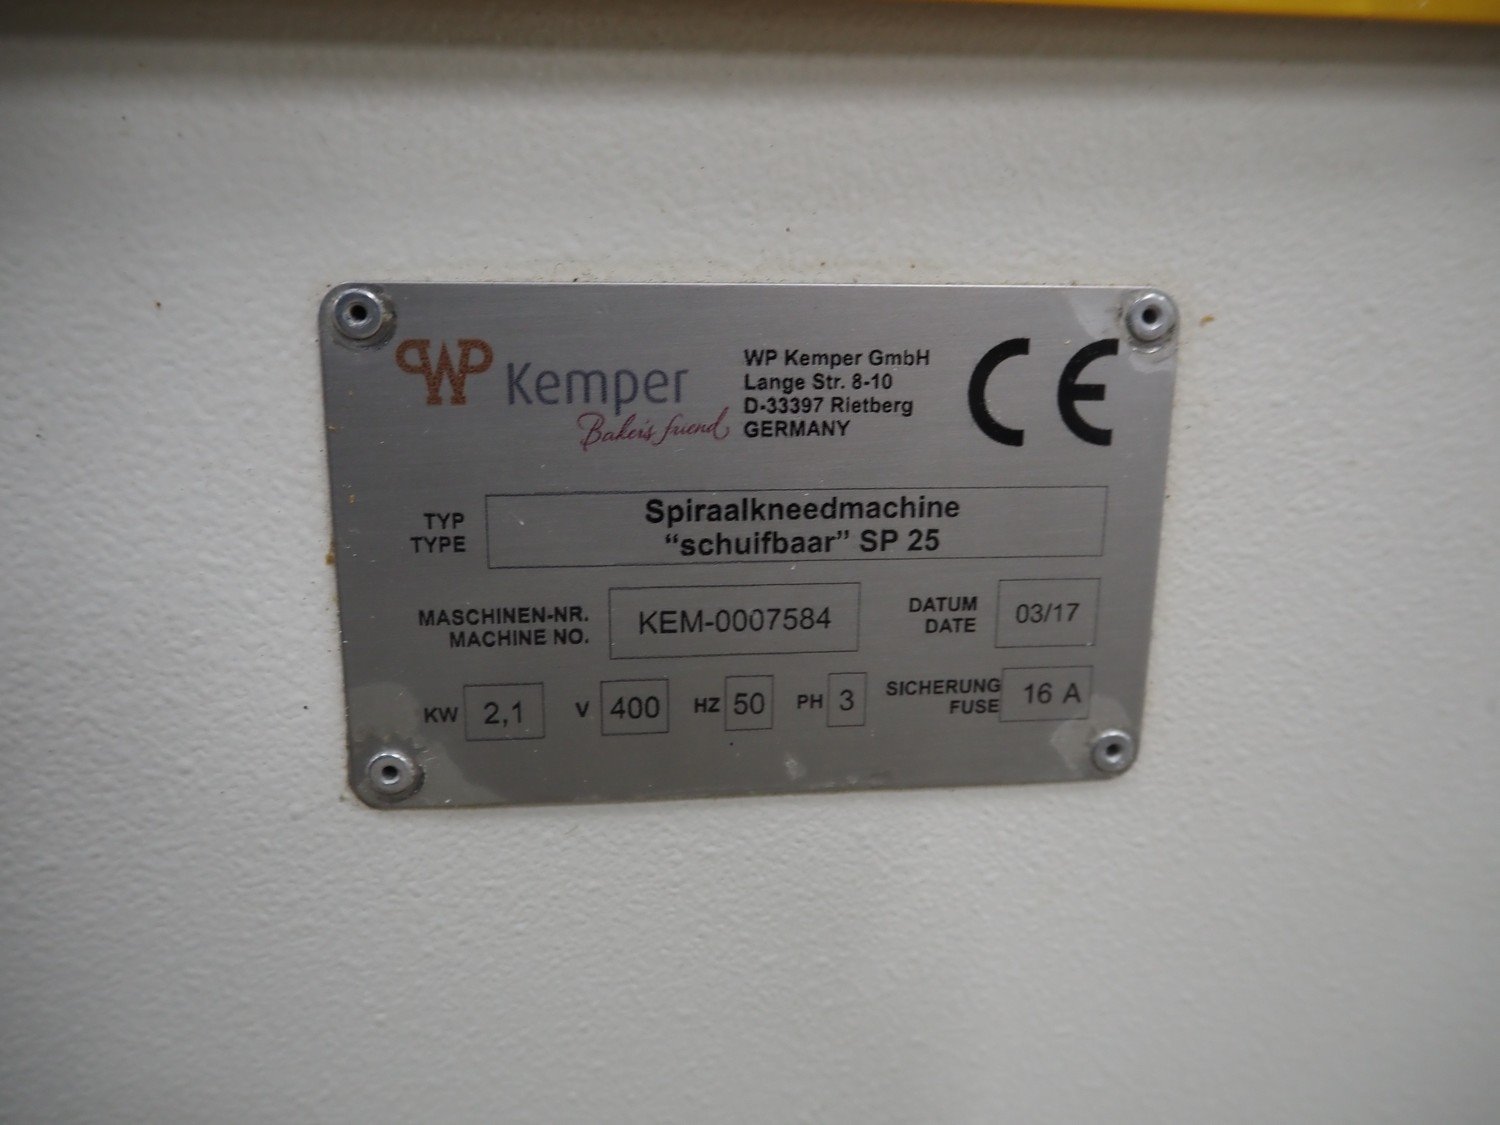 WP Kemper
Baker's friend
WP Kemper GmbH
Lange Str. 8-10
D-33397 Rietberg
GERMANY
CE
TYP
TYPE
Spiraalkneedmachine
“schuifbaar” SP 25
MASCHINEN-NR.
MACHINE NO.
KEM-0007584
DATUM
DATE
03/17
KW 2,1 V 400 HZ 50 PH 3
SICHERUNG
FUSE
16 A